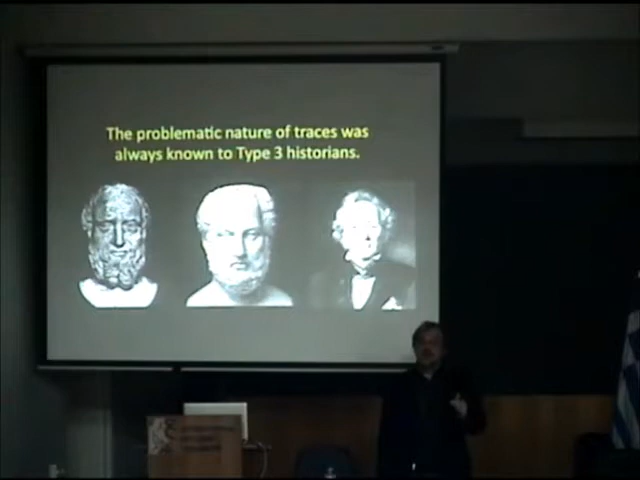 The problematic nature of traces was
always known to Type 3 historians.